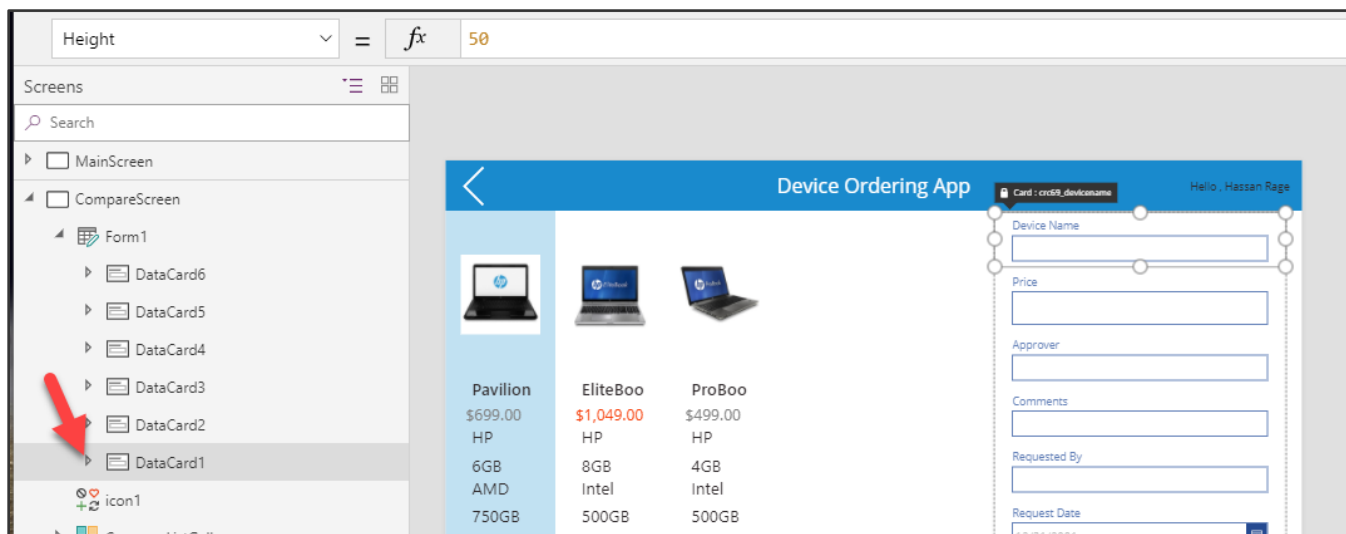 Height = fx 50
Screens
Search
MainScreen
CompareScreen
Form1
DataCard6
DataCard5
DataCard4
DataCard3
DataCard2
DataCard1
icon1
Device Ordering App
Card : crc69_devicename
Hello , Hassan Rage
Pavilion EliteBoo ProBoo
$699.00 $1,049.00 $499.00
HP HP HP
6GB 8GB 4GB
AMD Intel Intel
750GB 500GB 500GB
Device Name
Price
Approver
Comments
Requested By
Request Date